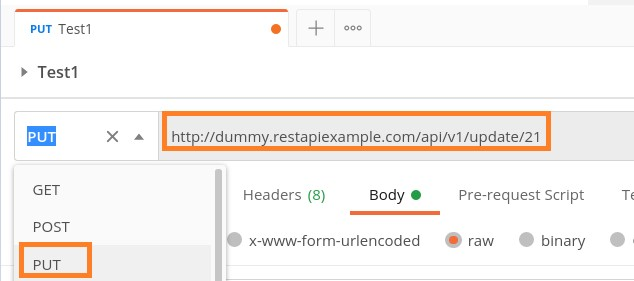 PUT Test1
Test1
PUT http://dummy.restapiexample.com/api/v1/update/21
GET
Headers (8) Body Pre-request Script
POST
x-www-form-urlencoded raw binary
PUT